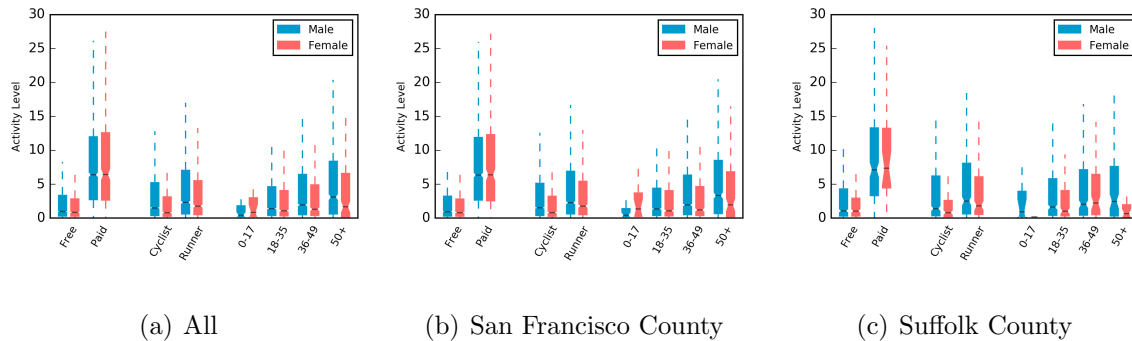 30
25
20
15
10
5
0
Activity Level
Male
Female
Free
Paid
Cyclist
Runner
0-17
18-35
36-49
50+
(a) All
30
25
20
15
10
5
0
Activity Level
Male
Female
Free
Paid
Cyclist
Runner
0-17
18-35
36-49
50+
(b) San Francisco County
30
25
20
15
10
5
0
Activity Level
Male
Female
Free
Paid
Cyclist
Runner
0-17
18-35
36-49
50+
(c) Suffolk County